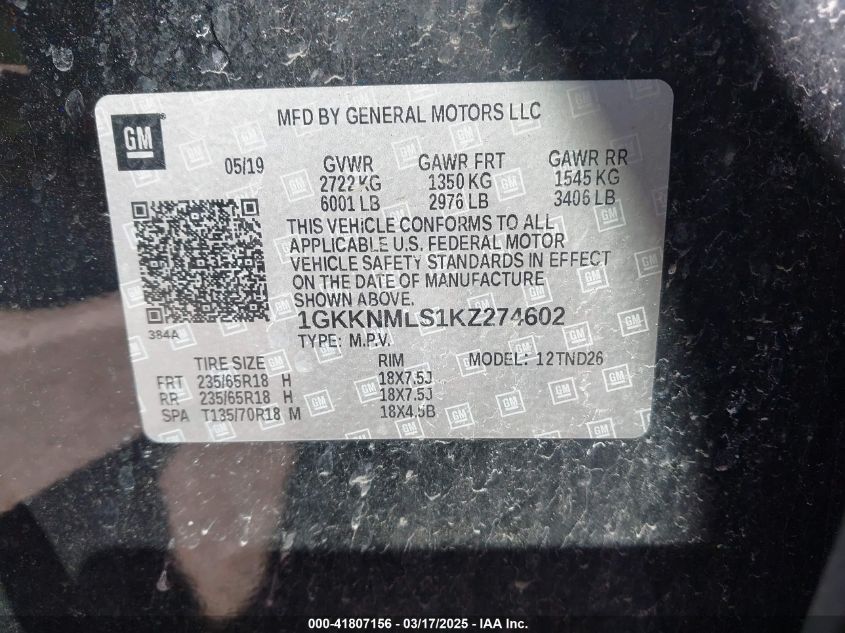 GM
MFD BY GENERAL MOTORS LLC
05/19 GVWR GAWR FRT GAWR RR
2722 KG 1350 KG 1545 KG
6001 LB 2976 LB 3406 LB
THIS VEHICLE CONFORMS TO ALL
APPLICABLE U.S. FEDERAL MOTOR
VEHICLE SAFETY STANDARDS IN EFFECT
ON THE DATE OF MANUFACTURE
SHOWN ABOVE.
384A
1GKKNMLS1KZ274602
TYPE: M.P.V.
TIRE SIZE RIM MODEL: 12TND26
FRT 235/65R18 H 18X7.5J
RR 235/65R18 H 18X7.5J
SPA T135/70R18 M 18X4.5B
000-41807156 - 03/17/2025 - IAA Inc.